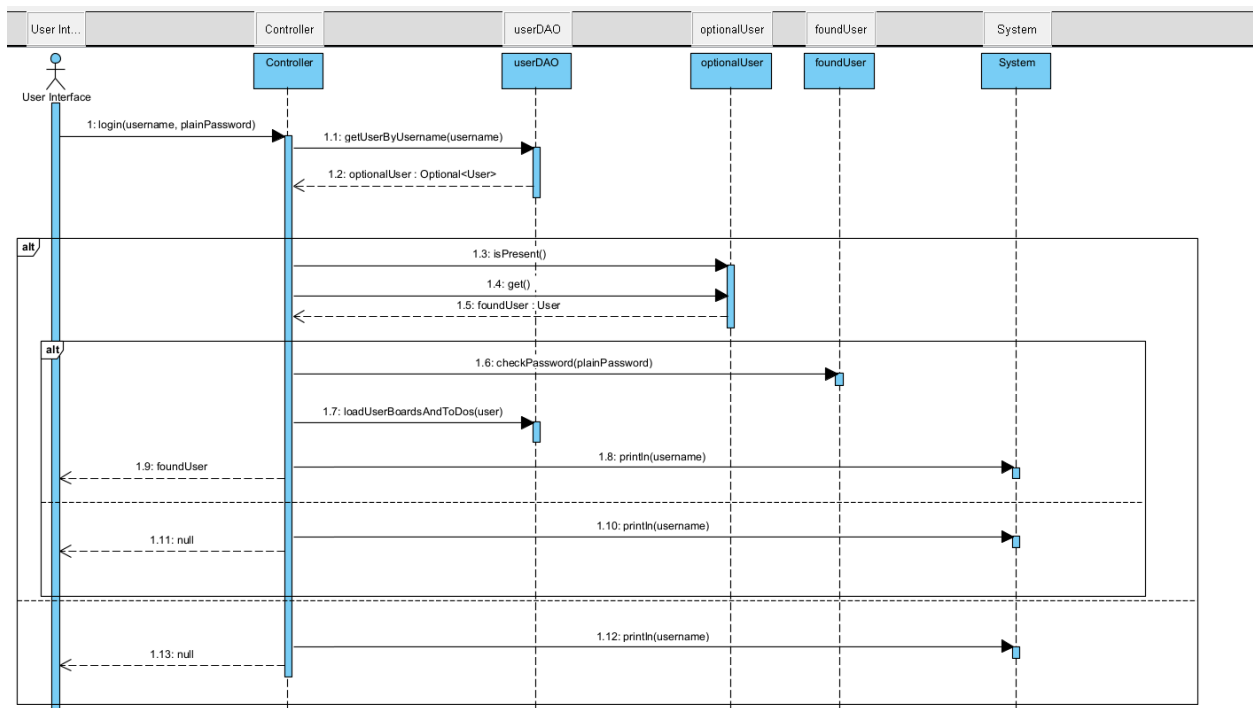 User Int...
Controller
userDAO
optionalUser
foundUser
System
User Interface
Controller
userDAO
optionalUser
foundUser
System
1: login(username, plainPassword)
1.1: getUserByUsername(username)
1.2: optionalUser : Optional<User>
alt
1.3: isPresent()
1.4: get()
1.5: foundUser : User
alt
1.6: checkPassword(plainPassword)
1.7: loadUserBoardsAndToDos(user)
1.8: println(username)
1.9: foundUser
1.10: println(username)
1.11: null
1.12: println(username)
1.13: null